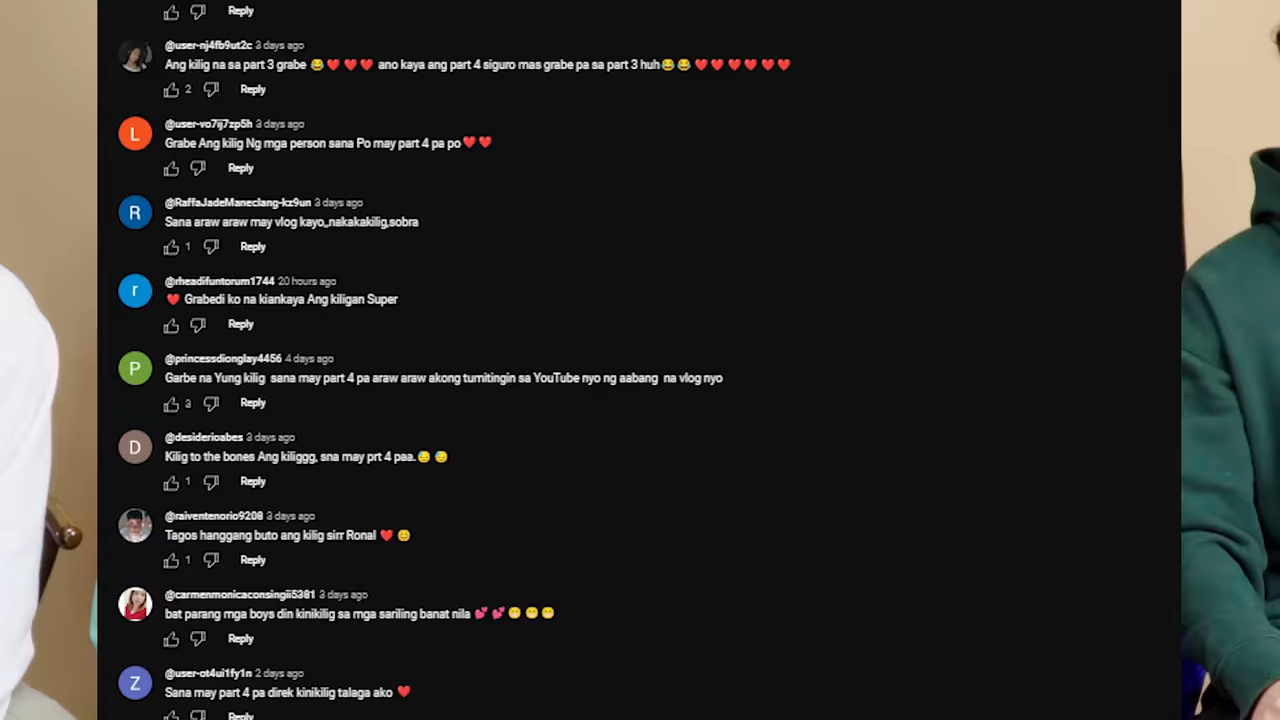 Reply
@user-nj4fb9ut2c 3 days ago
Ang kilig na sa part 3 grabe 😂❤️ ❤️ ❤️ ano kaya ang part 4 siguro mas grabe pa sa part 3 huh😂😂 ❤️ ❤️ ❤️ ❤️ ❤️ ❤️
2 Reply
L
@user-vo7ij7zp5h 3 days ago
Grabe Ang kilig Ng mga person sana Po may part 4 pa po❤️ ❤️
Reply
R
@RaffaJadeManeclang-kz9un 3 days ago
Sana araw araw may vlog kayo,,nakakakilig,sobra
1 Reply
r
@rheadifuntorum1744 20 hours ago
❤️ Grabedi ko na kiankaya Ang kiligan Super
Reply
P
@princessdionglay4456 4 days ago
Garbe na Yung kilig sana may part 4 pa araw araw akong tumitingin sa YouTube nyo ng aabang na vlog nyo
3 Reply
D
@desiderioabes 3 days ago
Kilig to the bones Ang kiliggg, sna may prt 4 paa.😓 😓
1 Reply
@raiventenorio9208 3 days ago
Tagos hanggang buto ang kilig sirr Ronal ❤️ 😊
1 Reply
@carmenmonicaconsingii5381 3 days ago
bat parang mga boys din kinikilig sa mga sariling banat nila 💕 💕 😁 😁 😁
Reply
Z
@user-ot4ui1fy1n 2 days ago
Sana may part 4 pa direk kinikilig talaga ako ❤️
Reply